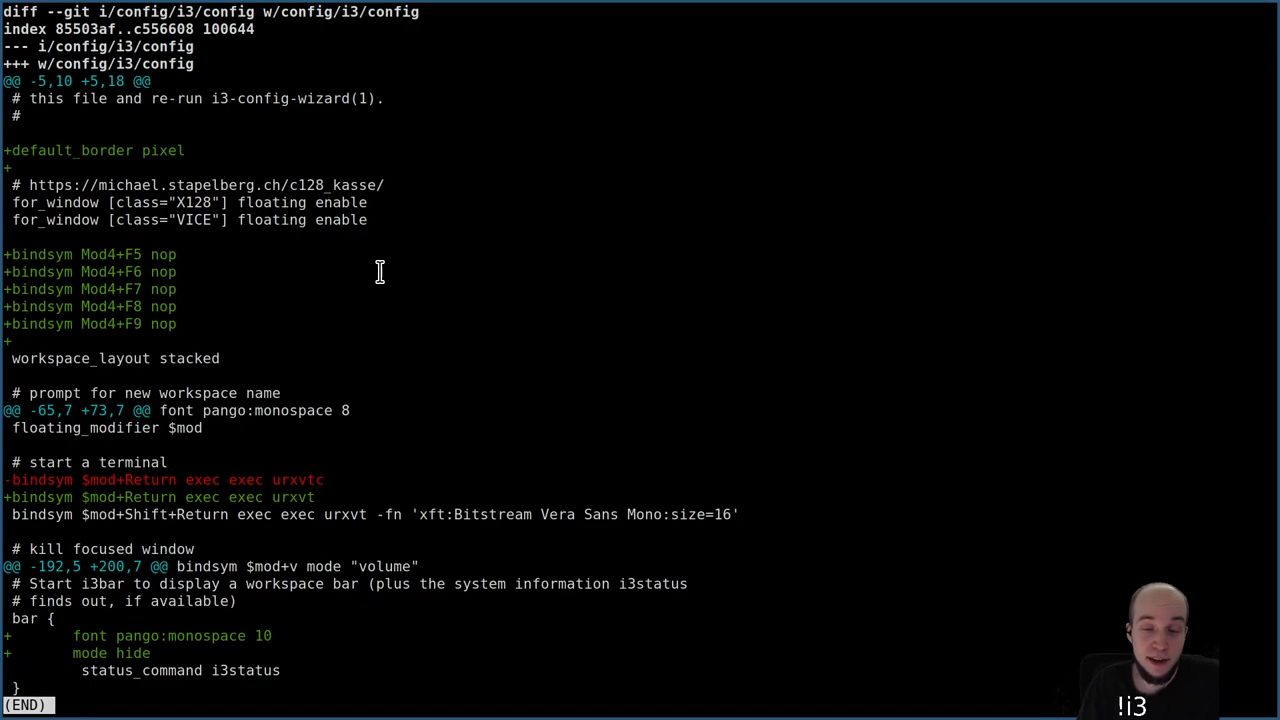 diff --git i/config/i3/config w/config/i3/config
index 85503af..c556608 100644
--- i/config/i3/config
+++ w/config/i3/config
@@ -5,10 +5,18 @@
 # this file and re-run i3-config-wizard(1).
 #

+default_border pixel
+
 # https://michael.stapelberg.ch/c128_kasse/
 for_window [class="X128"] floating enable
 for_window [class="VICE"] floating enable

+bindsym Mod4+F5 nop
+bindsym Mod4+F6 nop
+bindsym Mod4+F7 nop
+bindsym Mod4+F8 nop
+bindsym Mod4+F9 nop
+
 workspace_layout stacked

 # prompt for new workspace name
@@ -65,7 +73,7 @@ font pango:monospace 8
 floating_modifier $mod

 # start a terminal
-bindsym $mod+Return exec exec urxvtc
+bindsym $mod+Return exec exec urxvt
 bindsym $mod+Shift+Return exec exec urxvt -fn 'xft:Bitstream Vera Sans Mono:size=16'

 # kill focused window
@@ -192,5 +200,7 @@ bindsym $mod+v mode "volume"
 # Start i3bar to display a workspace bar (plus the system information i3status
 # finds out, if available)
 bar {
+       font pango:monospace 10
+       mode hide
         status_command i3status
 }
(END)
!i3